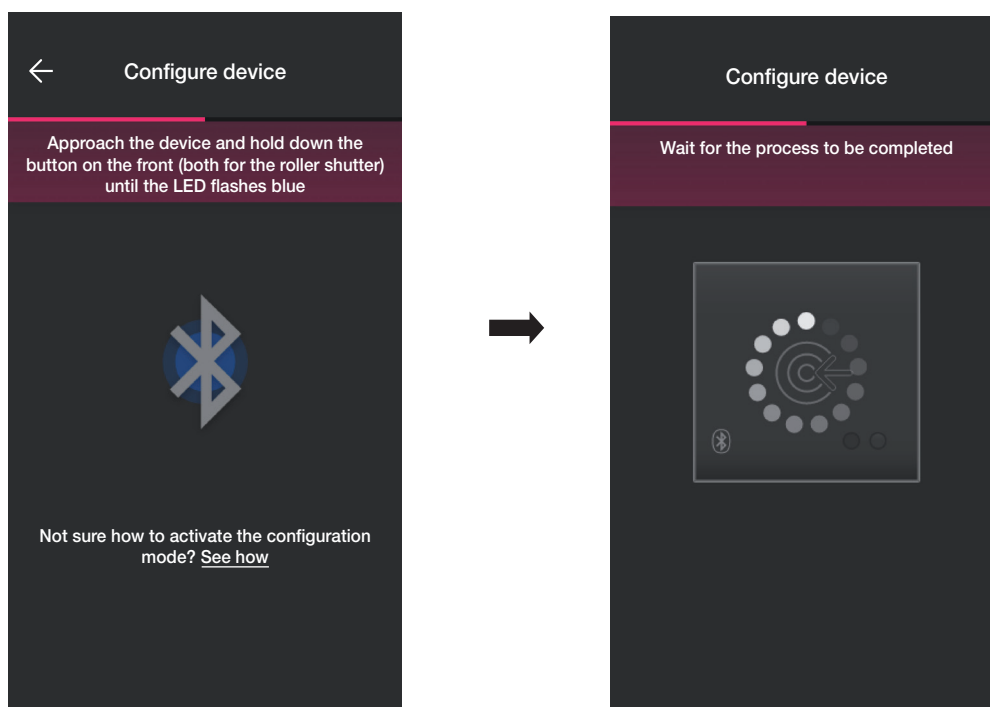 Configure device
Approach the device and hold down the
button on the front (both for the roller shutter)
until the LED flashes blue
Not sure how to activate the configuration
mode? See how
Configure device
Wait for the process to be completed